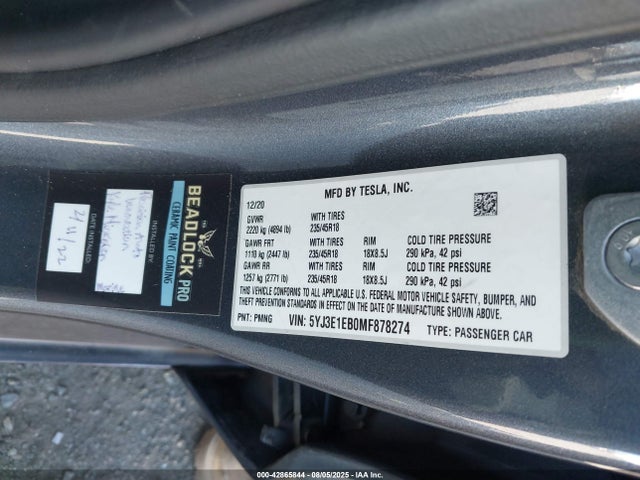 MFD BY TESLA, INC.
12/20
GVWR WITH TIRES
2220 kg (4894 lb) 235/45R18
GAWR FRT WITH TIRES RIM COLD TIRE PRESSURE
1110 kg (2447 lb) 235/45R18 18X8.5J 290 kPa, 42 psi
GAWR RR WITH TIRES RIM COLD TIRE PRESSURE
1257 kg (2771 lb) 235/45R18 18X8.5J 290 kPa, 42 psi
THIS VEHICLE CONFORMS TO ALL APPLICABLE FEDERAL MOTOR VEHICLE SAFETY, BUMPER, AND
THEFT PREVENTION STANDARDS IN EFFECT ON THE DATE OF MANUFACTURE SHOWN ABOVE.
PNT: PMNG VIN: 5YJ3E1EB0MF878274 TYPE: PASSENGER CAR
BEADLOCK PRO
CERAMIC PAINT COATING
INSTALLED BY
DATE INSTALLED
000-42865844 - 08/05/2025 - IAA Inc.